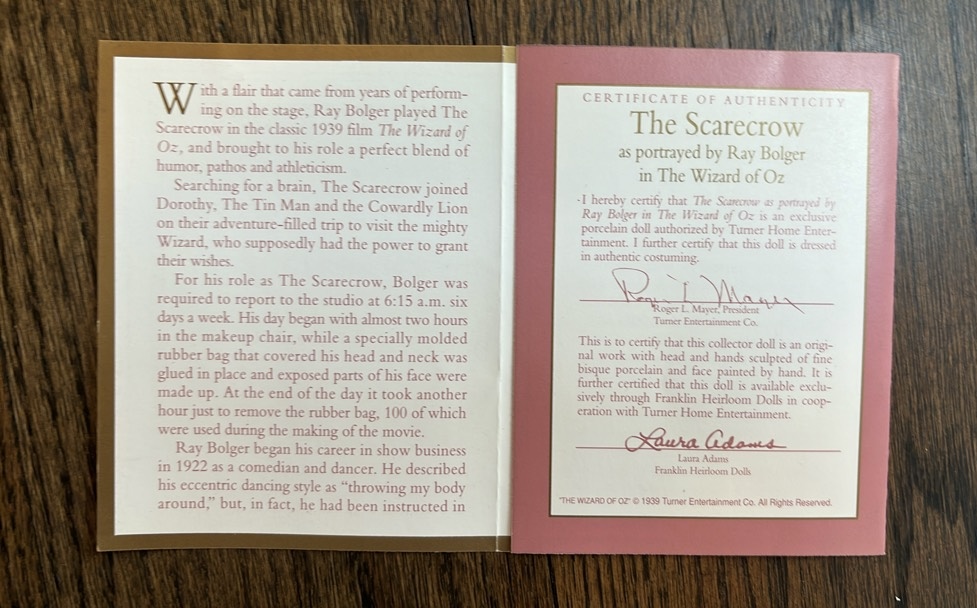 With a flair that came from years of perform-
ing on the stage, Ray Bolger played The
Scarecrow in the classic 1939 film The Wizard of
Oz, and brought to his role a perfect blend of
humor, pathos and athleticism.
Searching for a brain, The Scarecrow joined
Dorothy, The Tin Man and the Cowardly Lion
on their adventure-filled trip to visit the mighty
Wizard, who supposedly had the power to grant
their wishes.
For his role as The Scarecrow, Bolger was
required to report to the studio at 6:15 a.m. six
days a week. His day began with almost two hours
in the makeup chair, while a specially molded
rubber bag that covered his head and neck was
glued in place and exposed parts of his face were
made up. At the end of the day it took another
hour just to remove the rubber bag, 100 of which
were used during the making of the movie.
Ray Bolger began his career in show business
in 1922 as a comedian and dancer. He described
his eccentric dancing style as “throwing my body
around,” but, in fact, he had been instructed in
CERTIFICATE OF AUTHENTICITY
The Scarecrow
as portrayed by Ray Bolger
in The Wizard of Oz
I hereby certify that The Scarecrow as portrayed by
Ray Bolger in The Wizard of Oz is an exclusive
porcelain doll authorized by Turner Home Enter-
tainment. I further certify that this doll is dressed
in authentic costuming.
Roger L. Mayer
Roger L. Mayer, President
Turner Entertainment Co.
This is to certify that this collector doll is an origi-
nal work with head and hands sculpted of fine
bisque porcelain and face painted by hand. It is
further certified that this doll is available exclu-
sively through Franklin Heirloom Dolls in coop-
eration with Turner Home Entertainment.
Laura Adams
Laura Adams
Franklin Heirloom Dolls
"THE WIZARD OF OZ" © 1939 Turner Entertainment Co. All Rights Reserved.